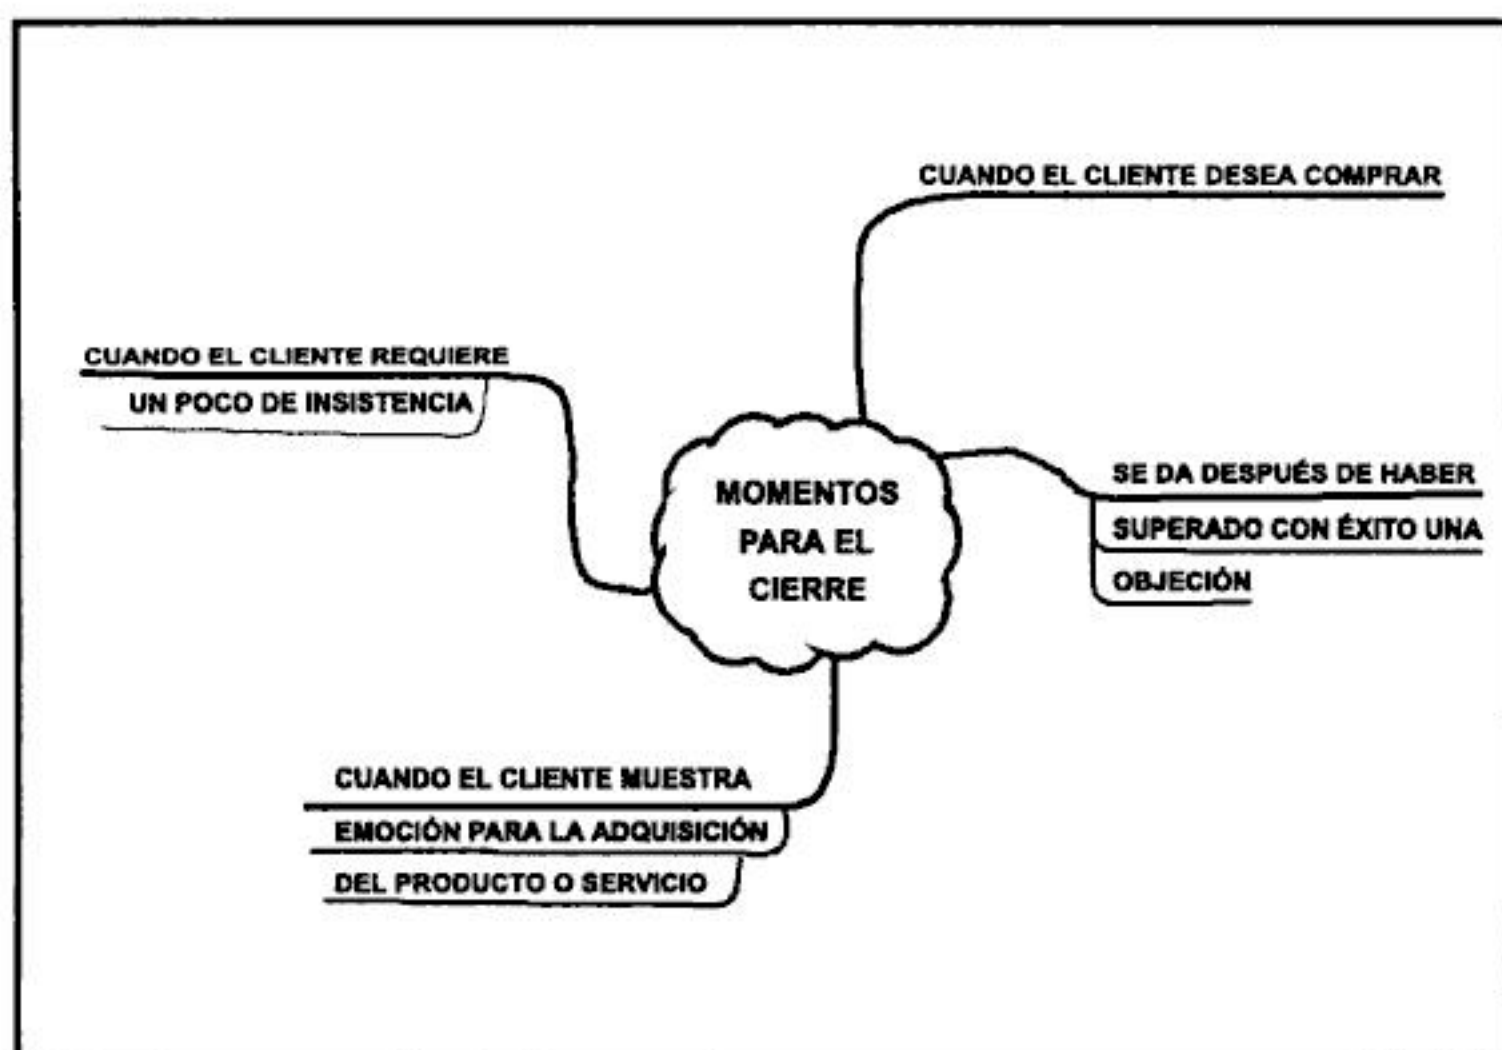 CUANDO EL CLIENTE DESEA COMPRAR
CUANDO EL CLIENTE REQUIERE
UN POCO DE INSISTENCIA
MOMENTOS
PARA EL
CIERRE
SE DA DESPUÉS DE HABER
SUPERADO CON ÉXITO UNA
OBJECIÓN
CUANDO EL CLIENTE MUESTRA
EMOCIÓN PARA LA ADQUISICIÓN
DEL PRODUCTO O SERVICIO